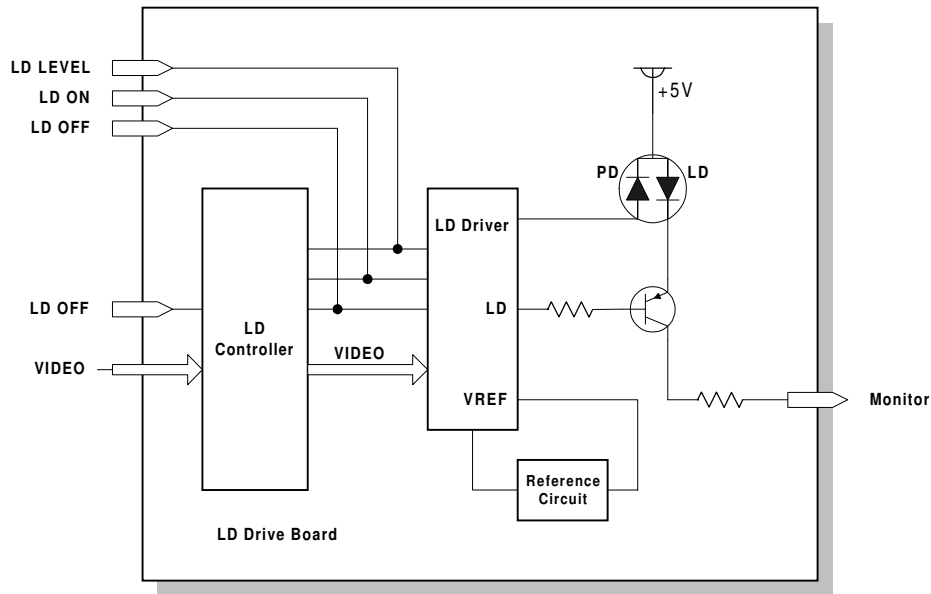 LD LEVEL
LD ON
LD OFF
+5V
PD
LD
LD Driver
LD OFF
LD
Controller
LD
VIDEO
VIDEO
VREF
Monitor
Reference
Circuit
LD Drive Board